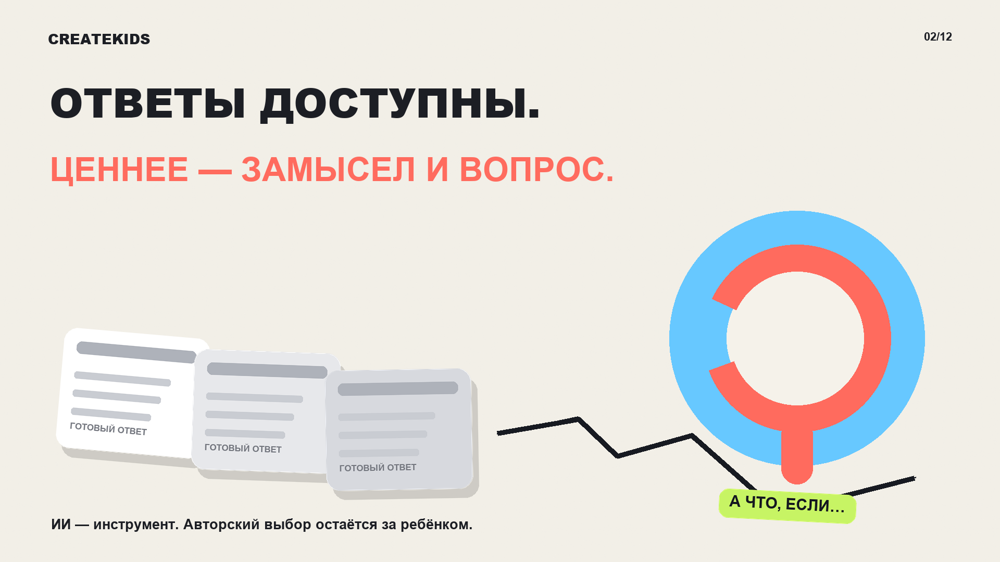 CREATEKIDS
02/12
ОТВЕТЫ ДОСТУПНЫ.
ЦЕННЕЕ — ЗАМЫСЕЛ И ВОПРОС.
ГОТОВЫЙ ОТВЕТ
ГОТОВЫЙ ОТВЕТ
ГОТОВЫЙ ОТВЕТ
А ЧТО, ЕСЛИ...
ИИ — инструмент. Авторский выбор остаётся за ребёнком.